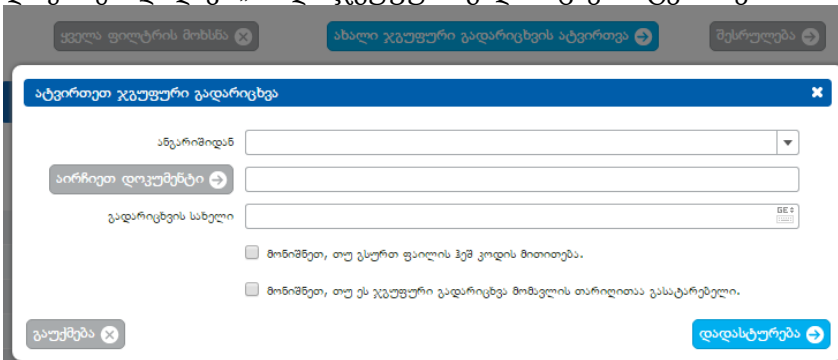 ყველა ფილტრის მოხსნა
ახალი ჯგუფური გადარიცხვის ატვირთვა
შესრულება
ატვირთეთ ჯგუფური გადარიცხვა
ანგარიშიდან
აირჩიეთ დოკუმენტი
გადარიცხვის სახელი
GE
მონიშნეთ, თუ გსურთ ფაილის ჰეშ კოდის მითითება.
მონიშნეთ, თუ ეს ჯგუფური გადარიცხვა მომავლის თარიღითაა გასატარებელი.
გაუქმება
დადასტურება